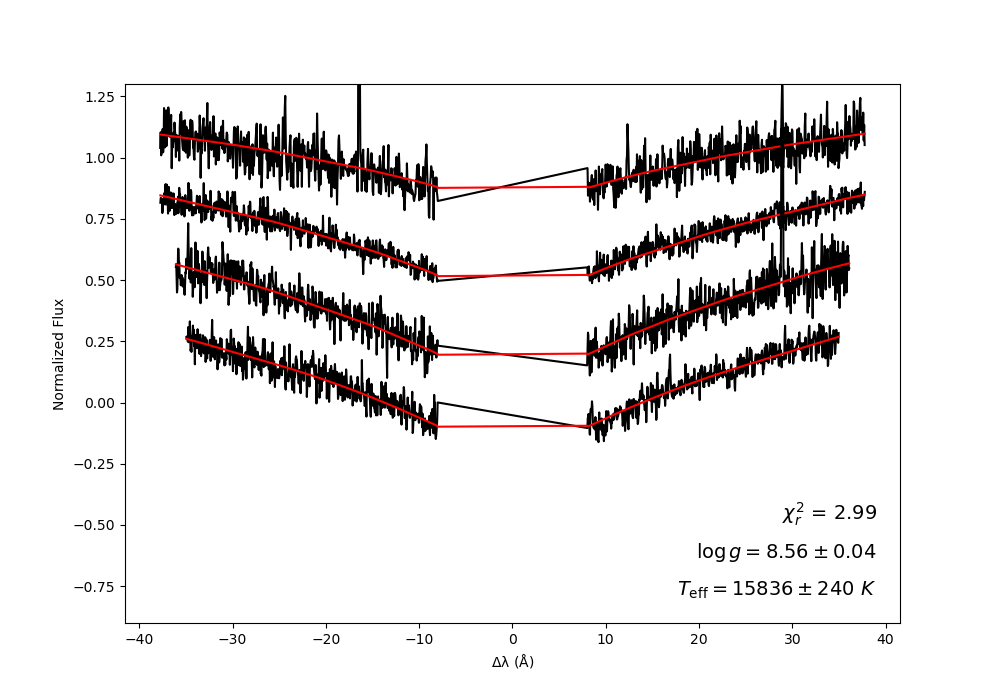 1.25
1.00
0.75
0.50
0.25
0.00
−0.25
−0.50
−0.75
Normalized Flux
χ²ᵣ = 2.99
log g = 8.56 ± 0.04
T_eff = 15836 ± 240 K
−40 −30 −20 −10 0 10 20 30 40
Δλ (Å)